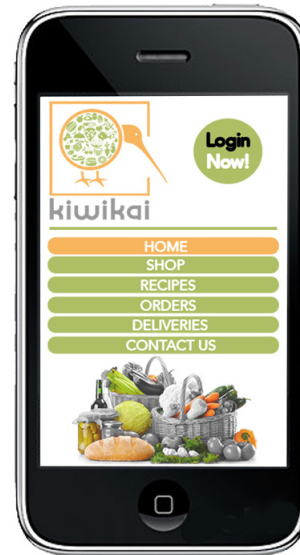 Login
Now!
kiwikai
HOME
SHOP
RECIPES
ORDERS
DELIVERIES
CONTACT US